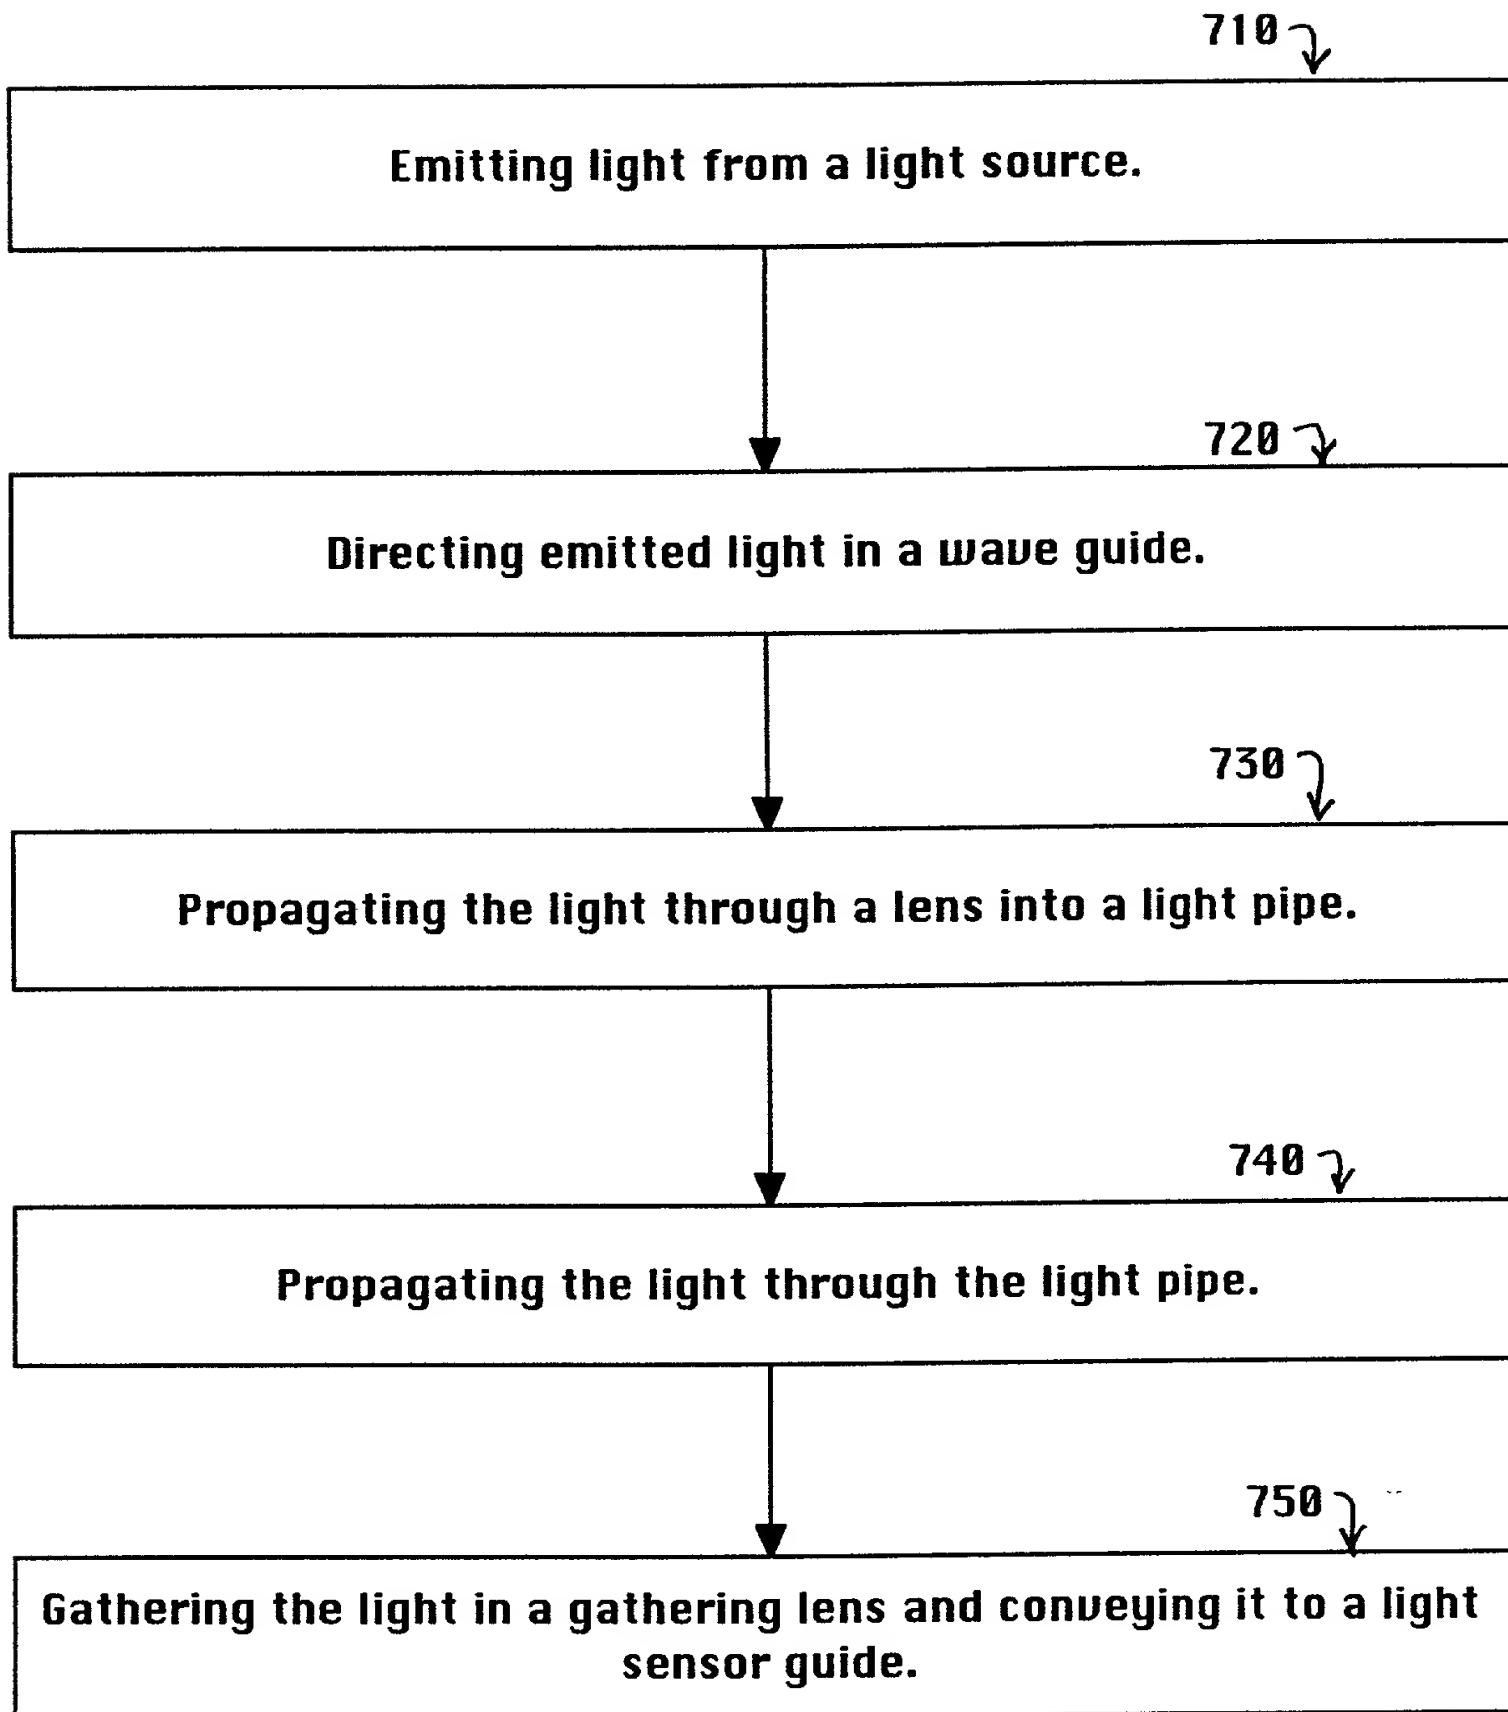 710
Emitting light from a light source.
720
Directing emitted light in a wave guide.
730
Propagating the light through a lens into a light pipe.
740
Propagating the light through the light pipe.
750
Gathering the light in a gathering lens and conveying it to a light
sensor guide.